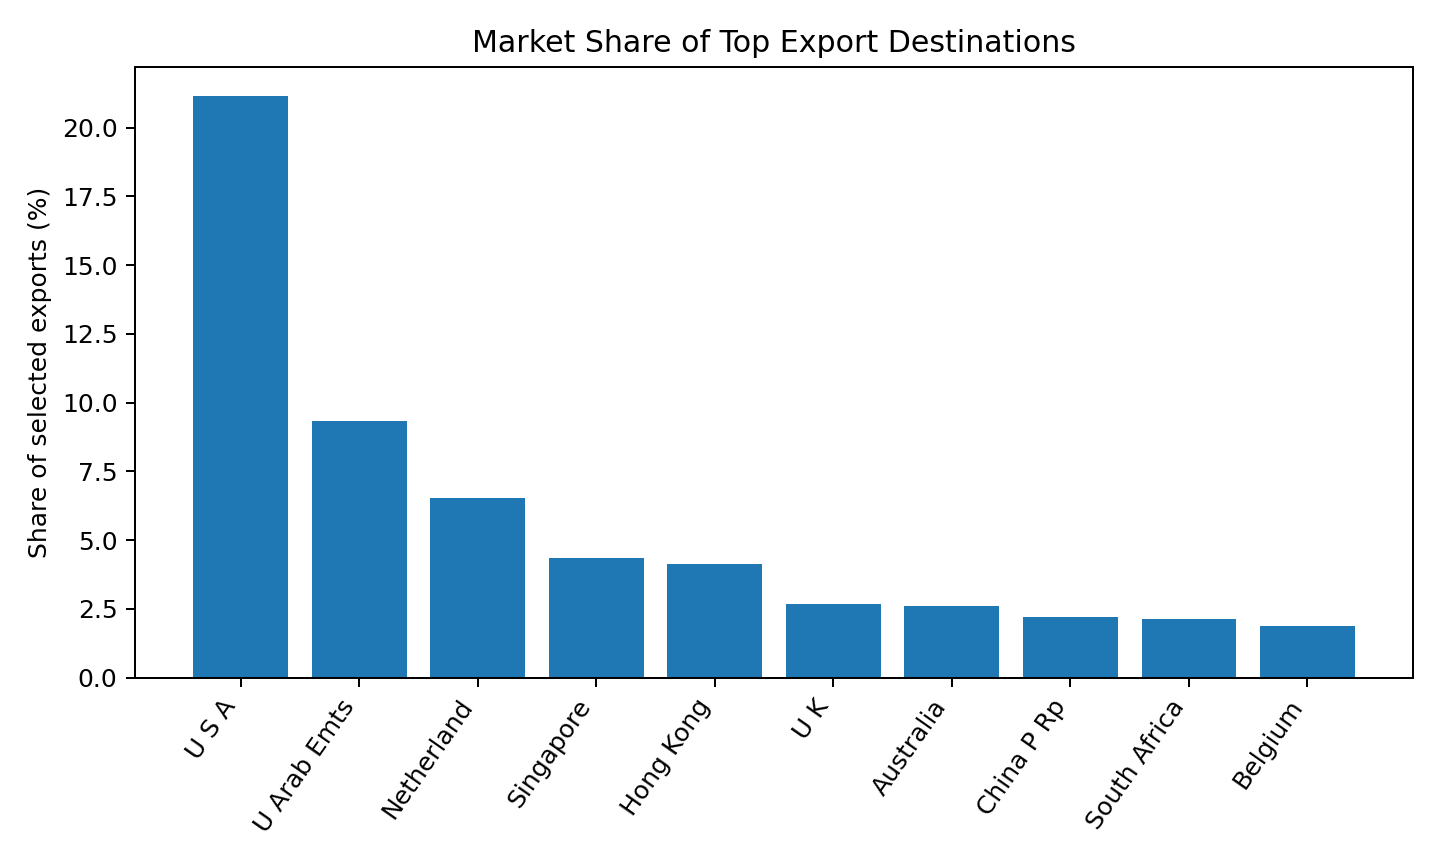 Market Share of Top Export Destinations
Share of selected exports (%)
20.0
17.5
15.0
12.5
10.0
7.5
5.0
2.5
0.0
U S A
U Arab Emts
Netherland
Singapore
Hong Kong
U K
Australia
China P Rp
South Africa
Belgium